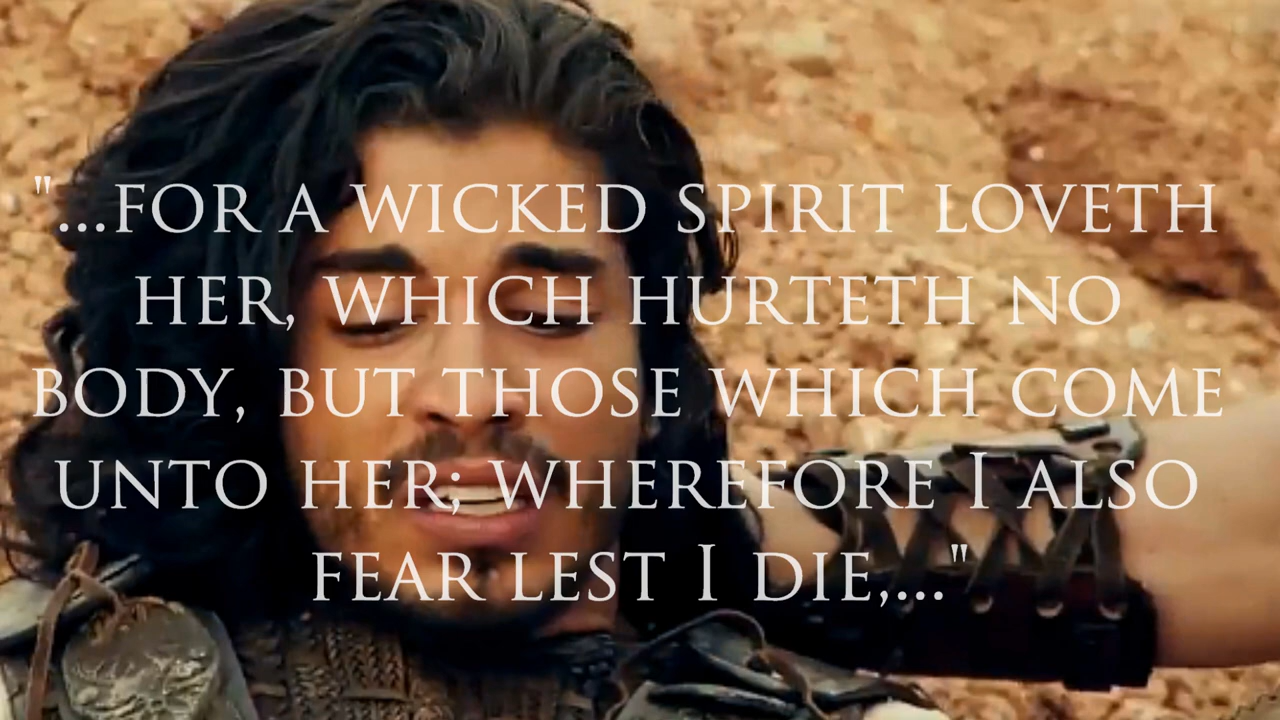 "...FOR A WICKED SPIRIT LOVETH
HER, WHICH HURTETH NO
BODY, BUT THOSE WHICH COME
UNTO HER; WHEREFORE I ALSO
FEAR LEST I DIE,..."